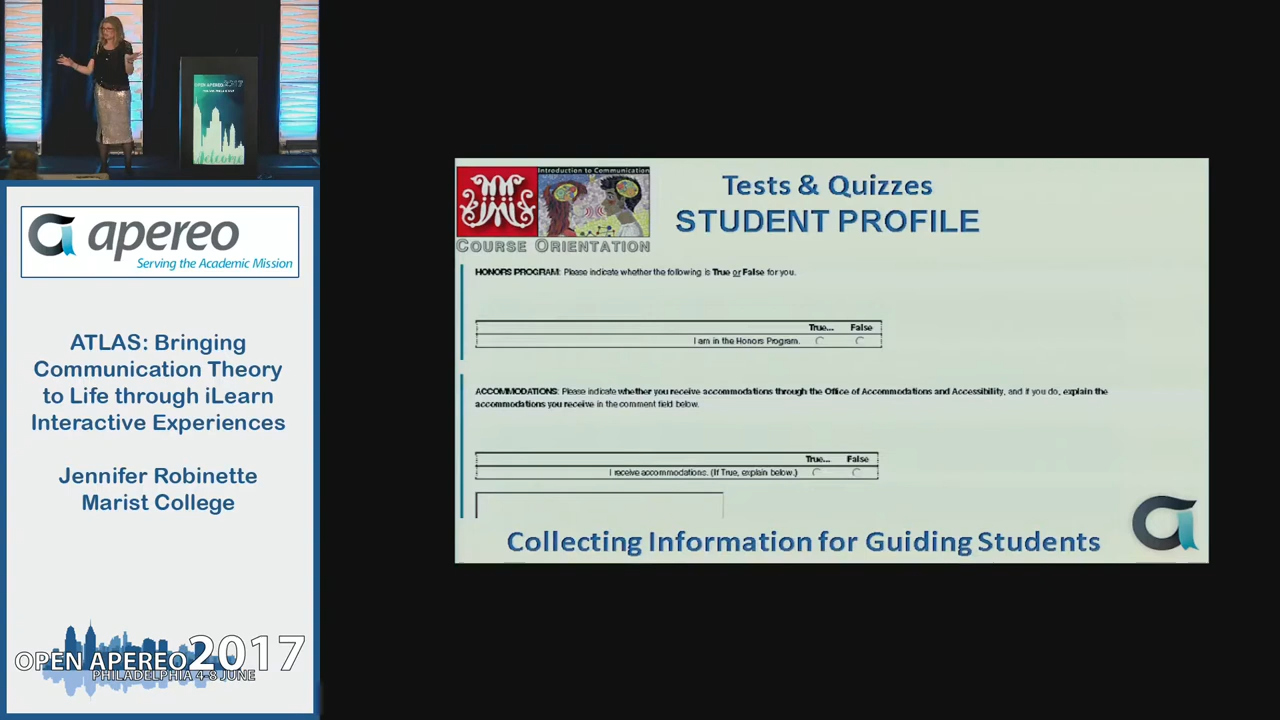 OPEN APEREO 2017
Welcome
apereo
Serving the Academic Mission
ATLAS: Bringing
Communication Theory
to Life through iLearn
Interactive Experiences
Jennifer Robinette
Marist College
OPEN APEREO 2017
PHILADELPHIA 4-8 JUNE
Introduction to Communication
COURSE ORIENTATION
Tests & Quizzes
STUDENT PROFILE
HONORS PROGRAM: Please indicate whether the following is True or False for you.
True... False
I am in the Honors Program.
ACCOMMODATIONS: Please indicate whether you receive accommodations through the Office of Accommodations and Accessibility, and if you do, explain the
accommodations you receive in the comment field below.
True... False
I receive accommodations. (If True, explain below.)
Collecting Information for Guiding Students